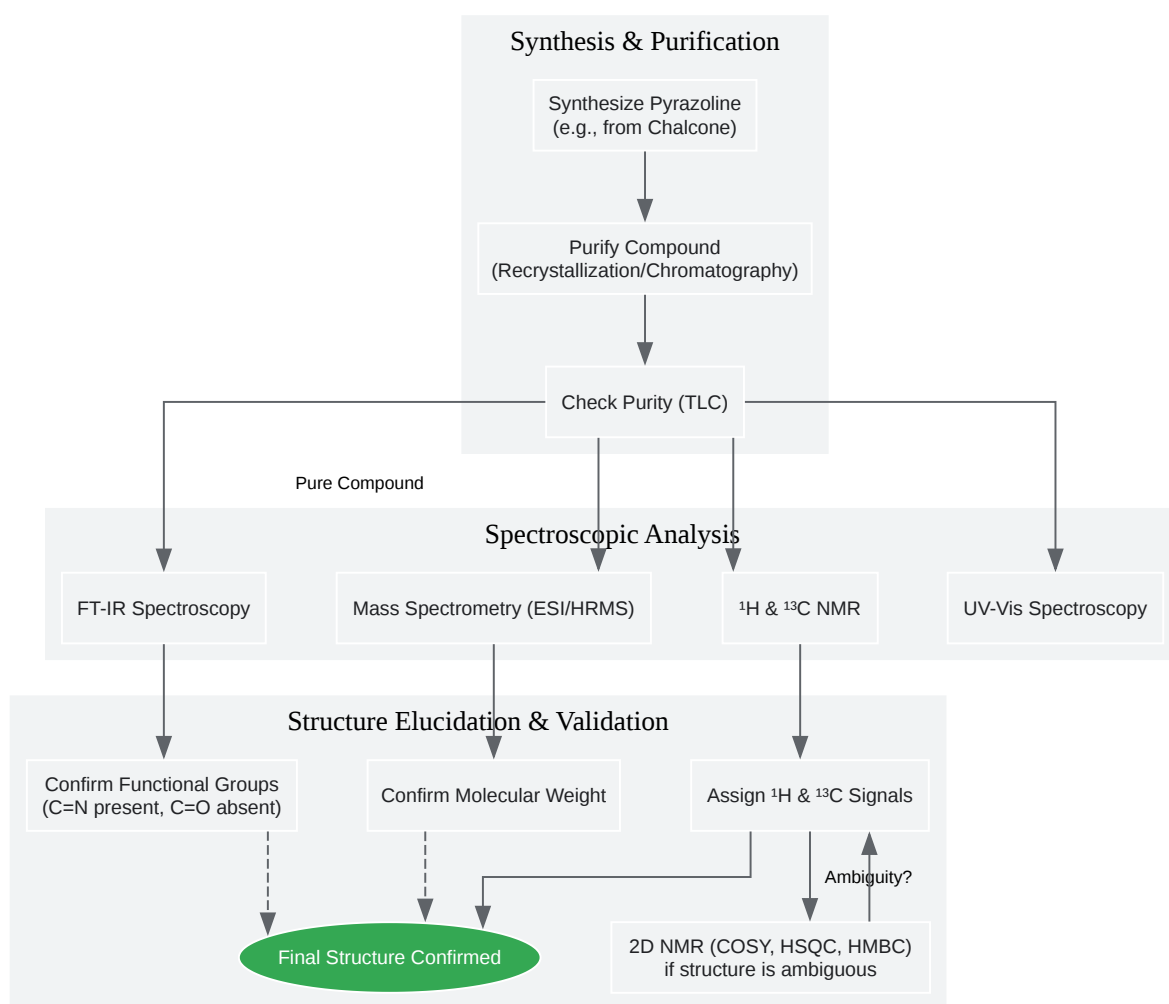 Synthesis & Purification
Synthesize Pyrazoline
(e.g., from Chalcone)
Purify Compound
(Recrystallization/Chromatography)
Check Purity (TLC)
Pure Compound
Spectroscopic Analysis
FT-IR Spectroscopy
Mass Spectrometry (ESI/HRMS)
¹H & ¹³C NMR
UV-Vis Spectroscopy
Structure Elucidation & Validation
Confirm Functional Groups
(C=N present, C=O absent)
Confirm Molecular Weight
Assign ¹H & ¹³C Signals
Ambiguity?
Final Structure Confirmed
2D NMR (COSY, HSQC, HMBC)
if structure is ambiguous